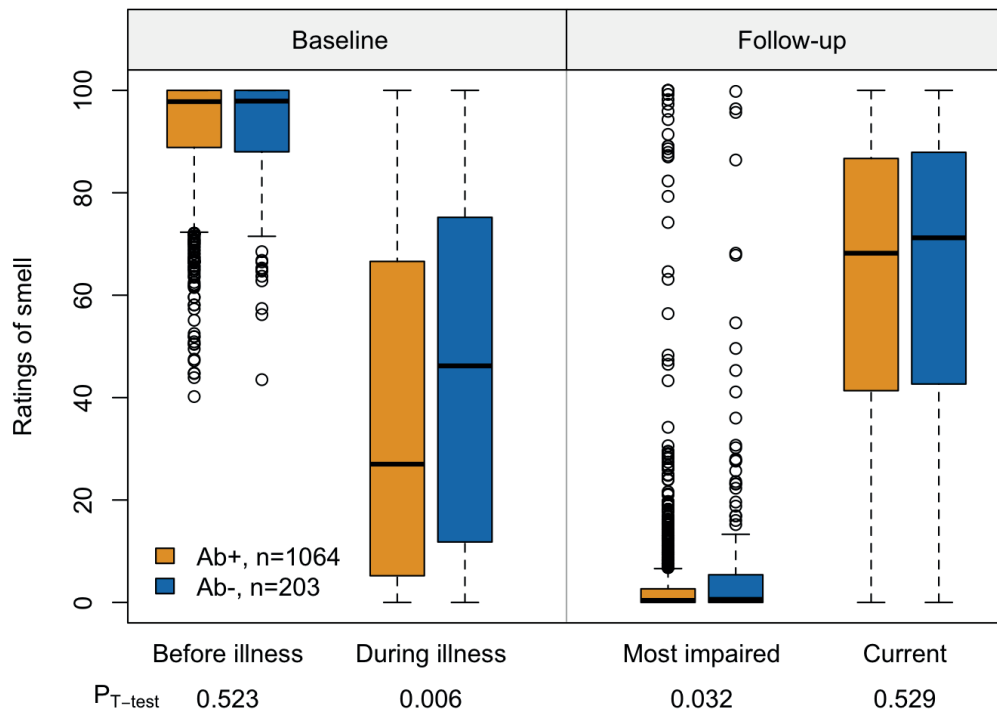 Baseline Follow-up
Ratings of smell
100
80
60
40
20
0
Ab+, n=1064
Ab-, n=203
Before illness During illness Most impaired Current
P_T−test 0.523 0.006 0.032 0.529